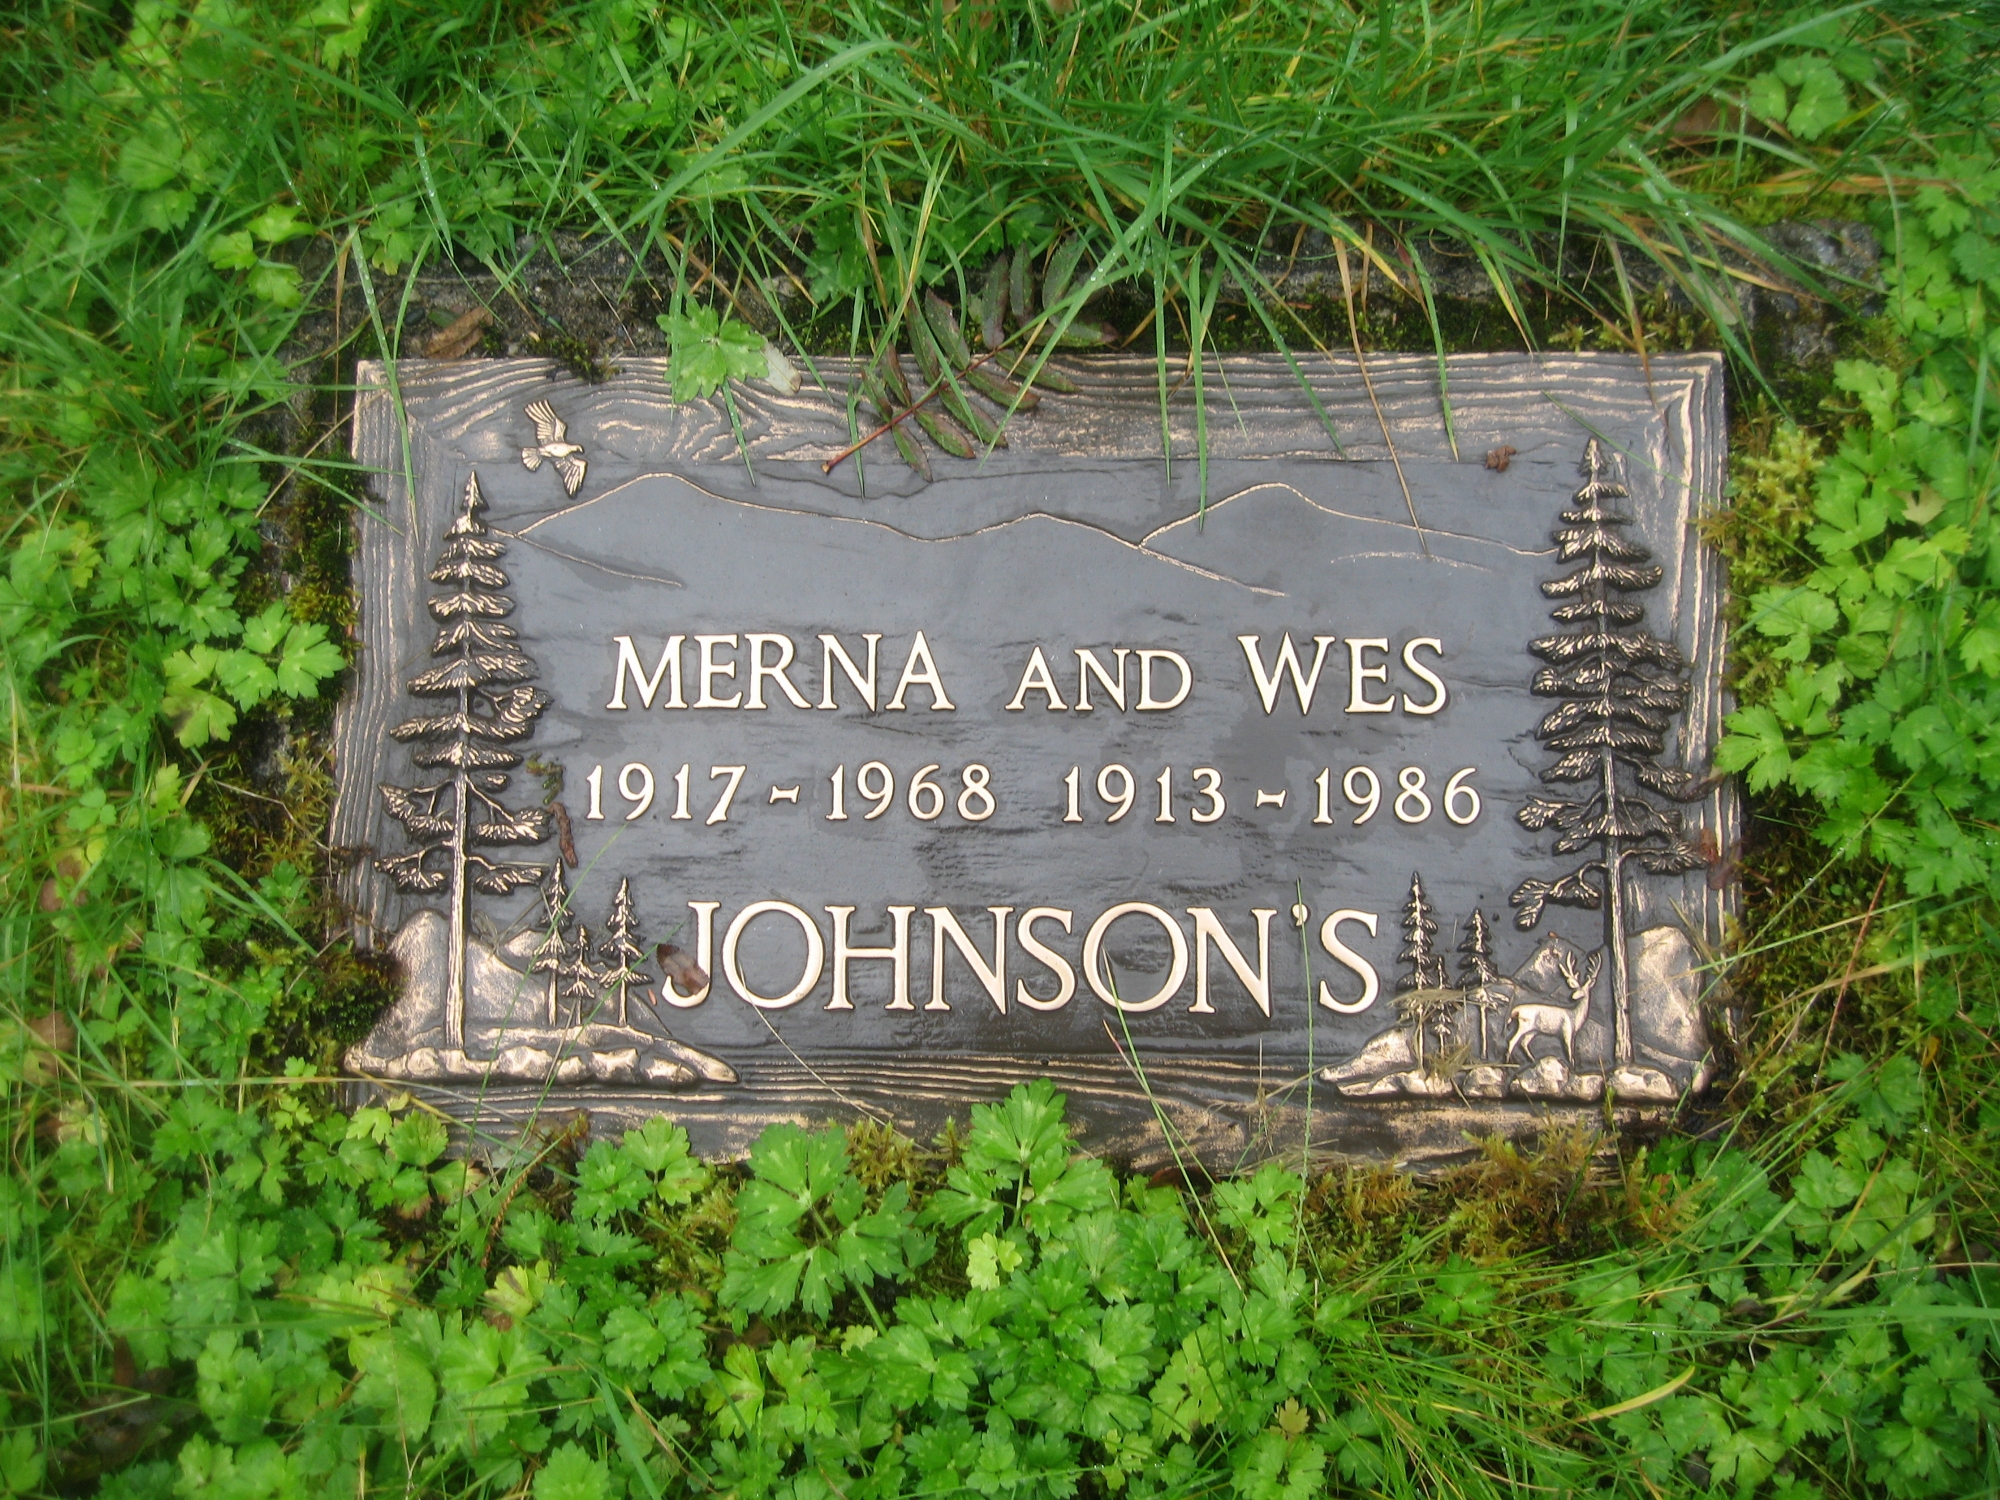 MERNA AND WES
1917 - 1968 1913 - 1986
JOHNSON'S